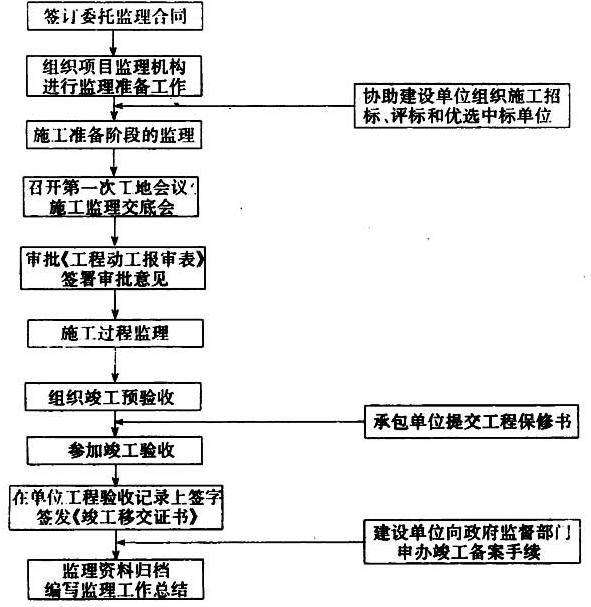 签订委托监理合同
组织项目监理机构
进行监理准备工作
协助建设单位组织施工招
标、评标和优选中标单位
施工准备阶段的监理
召开第一次工地会议
施工监理交底会
审批《工程动工报审表》
签署审批意见
施工过程监理
组织竣工预验收
承包单位提交工程保修书
参加竣工验收
在单位工程验收记录上签字
签发《竣工移交证书》
建设单位向政府监督部门
申办竣工备案手续
监理资料归档
编写监理工作总结